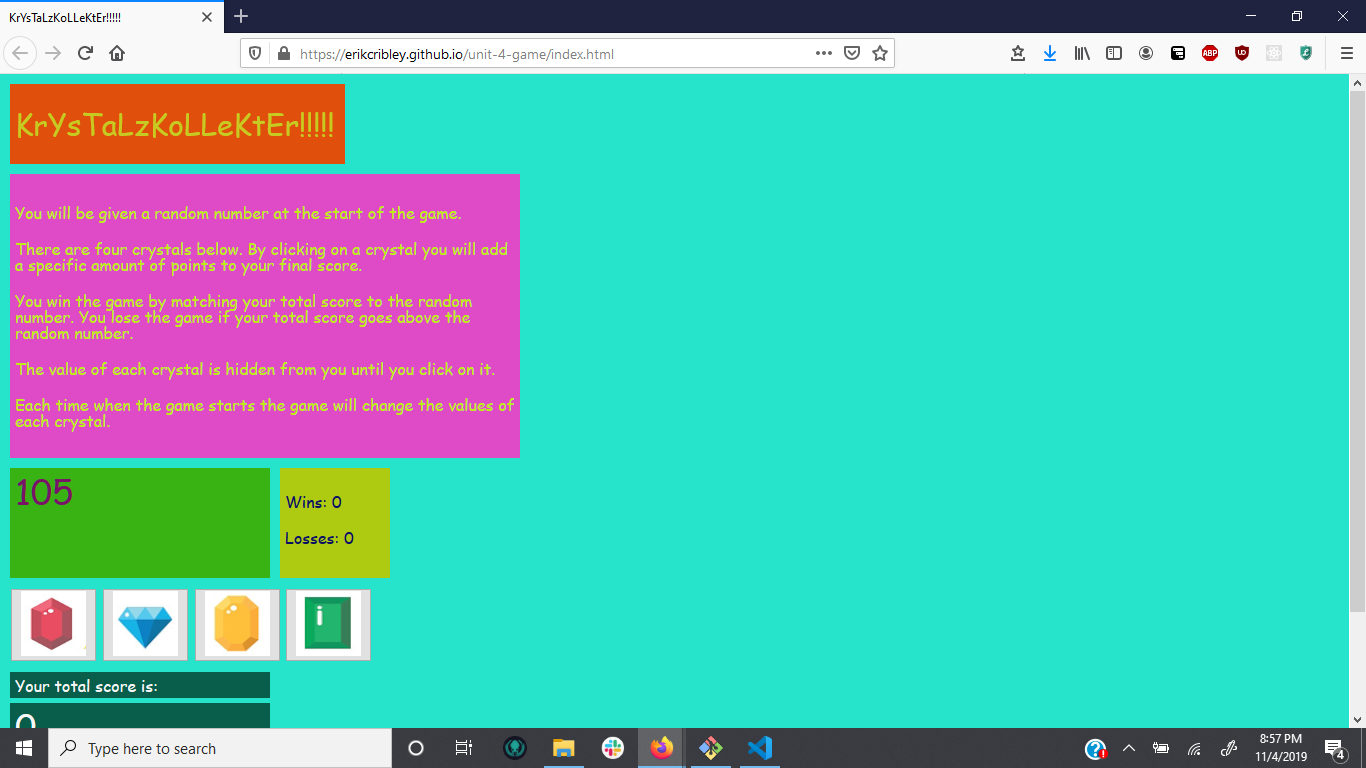 KrYsTaLzKoLLeKtEr!!!!!
https://erikcribley.github.io/unit-4-game/index.html
ABP
UD
KrYsTaLzKoLLeKtEr!!!!!
You will be given a random number at the start of the game.
There are four crystals below. By clicking on a crystal you will add
a specific amount of points to your final score.
You win the game by matching your total score to the random
number. You lose the game if your total score goes above the
random number.
The value of each crystal is hidden from you until you click on it.
Each time when the game starts the game will change the values of
each crystal.
105
Wins: 0
Losses: 0
Your total score is:
0
Type here to search
8:57 PM
11/4/2019
4